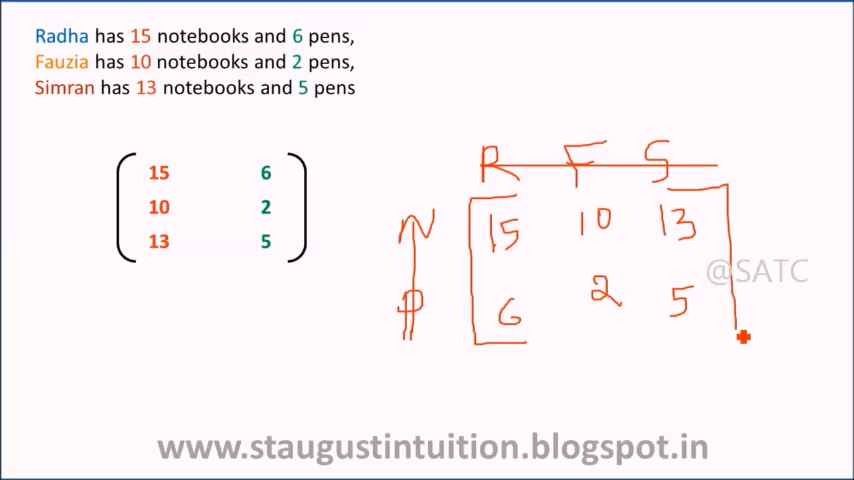 Radha has 15 notebooks and 6 pens,
Fauzia has 10 notebooks and 2 pens,
Simran has 13 notebooks and 5 pens
15 6
10 2
13 5
R F S
N 15 10 13
P 6 2 5
@SATC
www.staugustintuition.blogspot.in